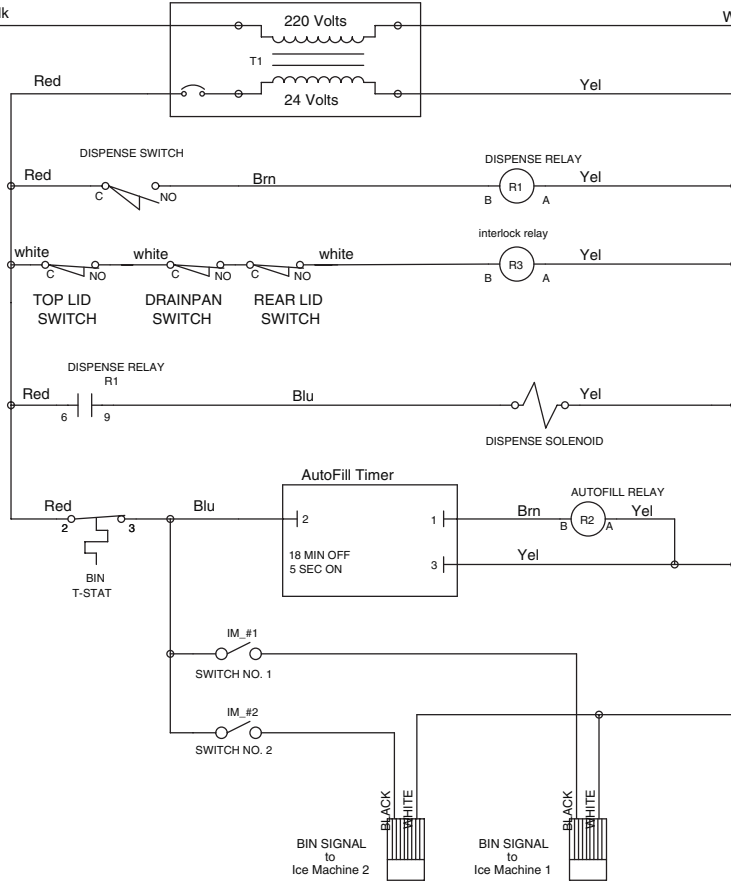 lk
220 Volts
W
T1
Red
24 Volts
Yel
DISPENSE SWITCH
DISPENSE RELAY
Red
C
NO
Brn
B
R1
A
Yel
interlock relay
white
C
NO
white
C
NO
C
NO
white
B
R3
A
Yel
TOP LID
SWITCH
DRAINPAN
SWITCH
REAR LID
SWITCH
DISPENSE RELAY
R1
Red
6
9
Blu
Yel
DISPENSE SOLENOID
AutoFill Timer
Red
2
3
Blu
2
1
18 MIN OFF
5 SEC ON
3
AUTOFILL RELAY
Brn
B
R2
A
Yel
Yel
BIN
T-STAT
IM_#1
SWITCH NO. 1
IM_#2
SWITCH NO. 2
BLACK
WHITE
BLACK
WHITE
BIN SIGNAL
to
Ice Machine 2
BIN SIGNAL
to
Ice Machine 1